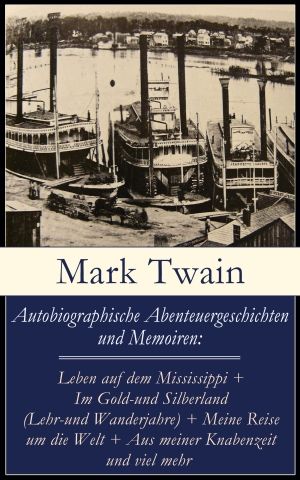 Mark Twain
Autobiographische Abenteuergeschichten
und Memoiren:
Leben auf dem Mississippi +
Im Gold-und Silberland
(Lehr-und Wanderjahre) + Meine Reise
um die Welt + Aus meiner Knabenzeit
und viel mehr